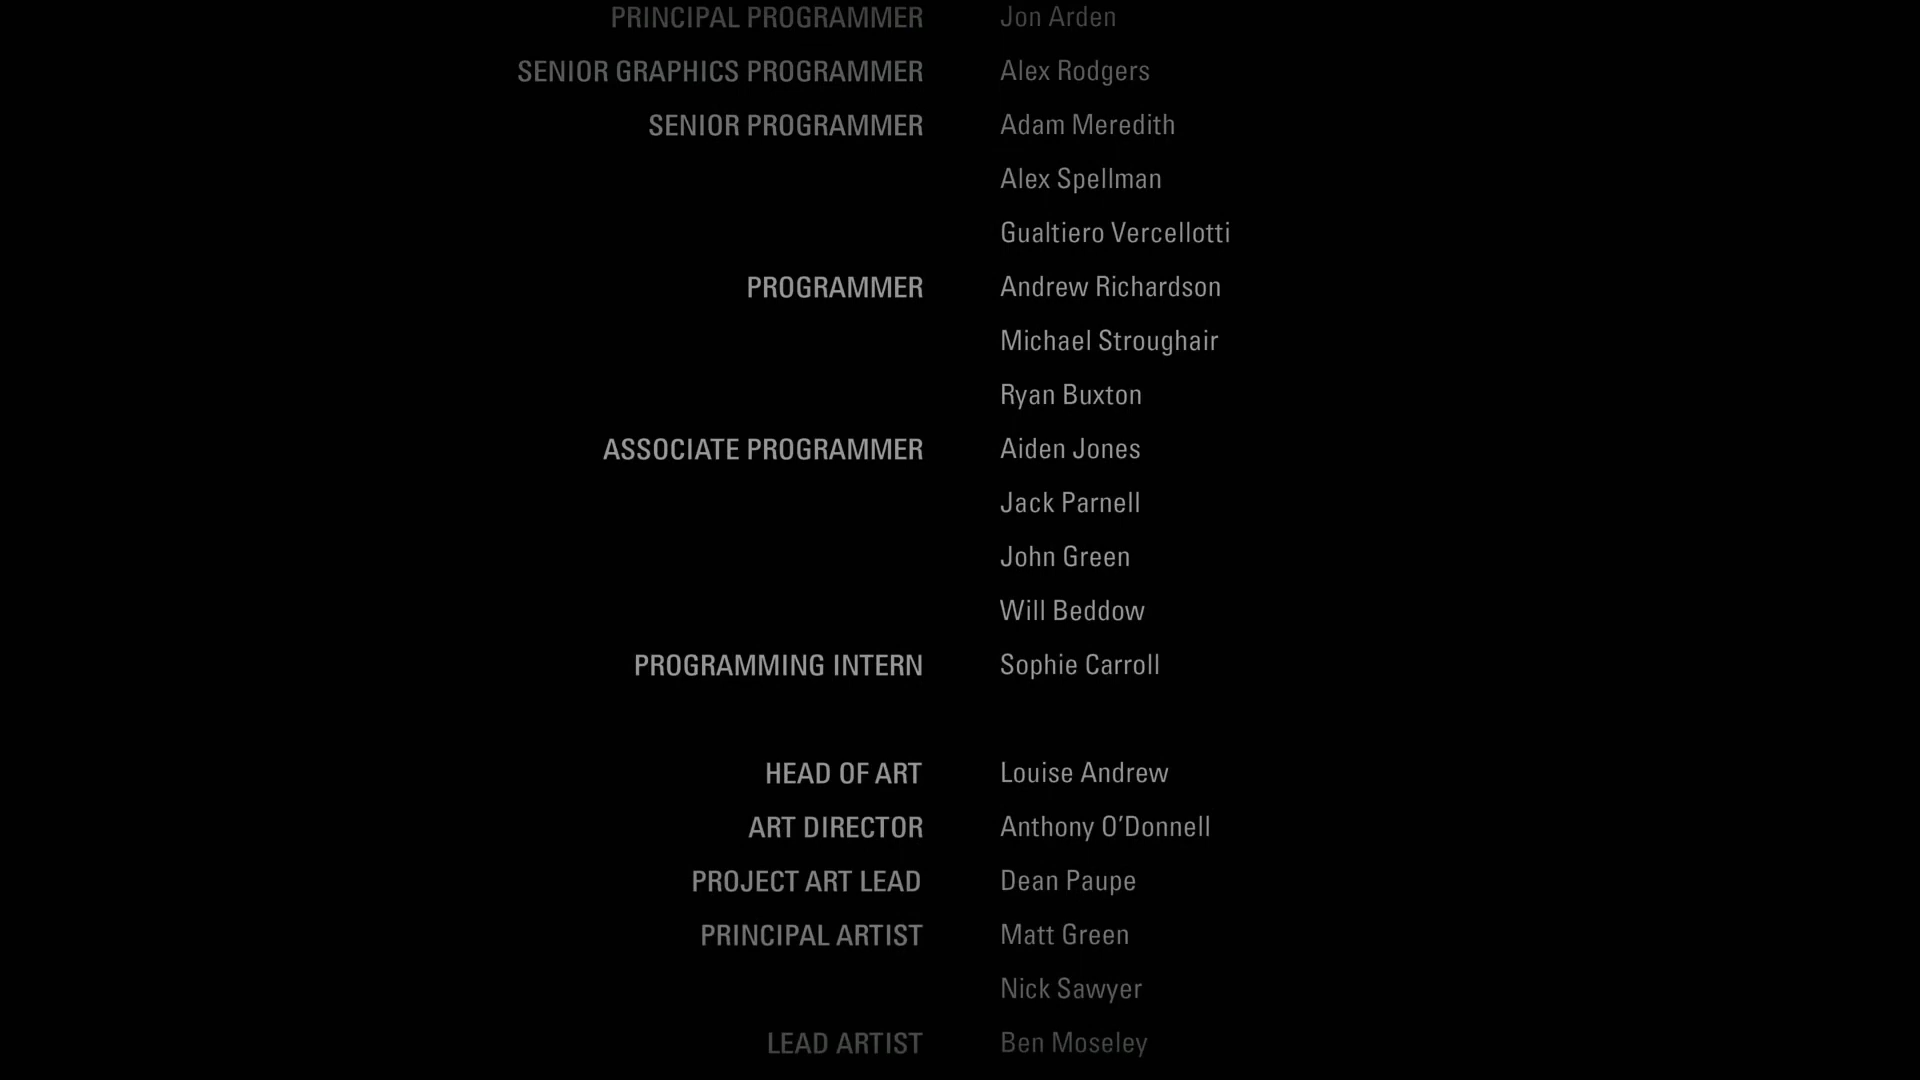 PRINCIPAL PROGRAMMER Jon Arden
SENIOR GRAPHICS PROGRAMMER Alex Rodgers
SENIOR PROGRAMMER Adam Meredith
Alex Spellman
Gualtiero Vercellotti
PROGRAMMER Andrew Richardson
Michael Stroughair
Ryan Buxton
ASSOCIATE PROGRAMMER Aiden Jones
Jack Parnell
John Green
Will Beddow
PROGRAMMING INTERN Sophie Carroll
HEAD OF ART Louise Andrew
ART DIRECTOR Anthony O’Donnell
PROJECT ART LEAD Dean Paupe
PRINCIPAL ARTIST Matt Green
Nick Sawyer
LEAD ARTIST Ben Moseley